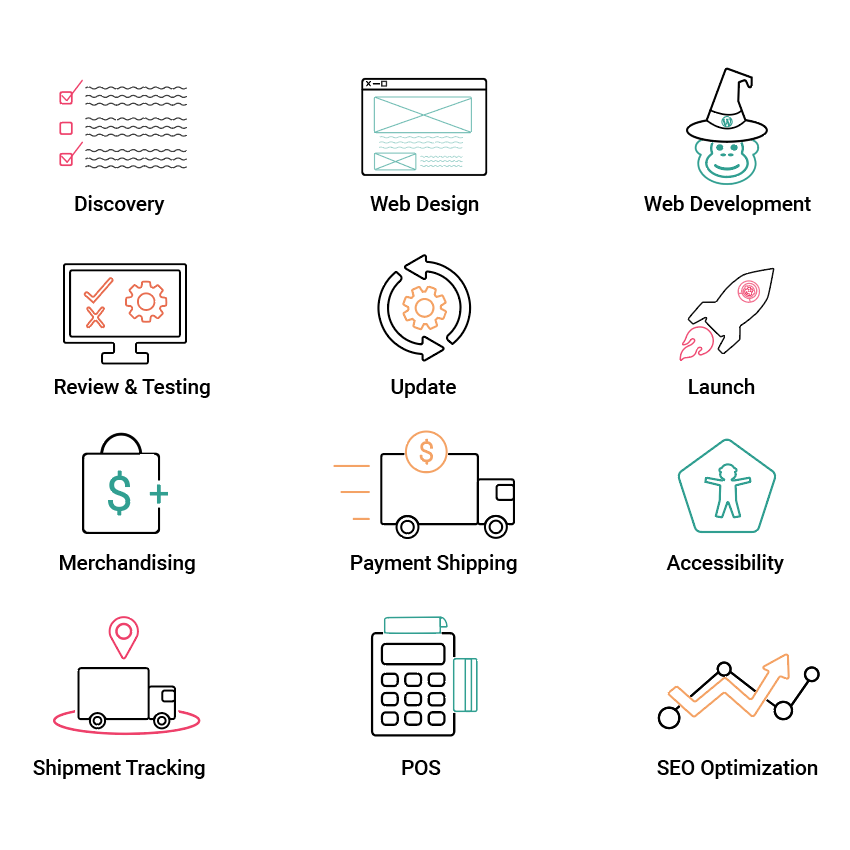 Discovery
Web Design
Web Development
Review & Testing
Update
Launch
$
$
Merchandising
Payment Shipping
Accessibility
Shipment Tracking
POS
SEO Optimization